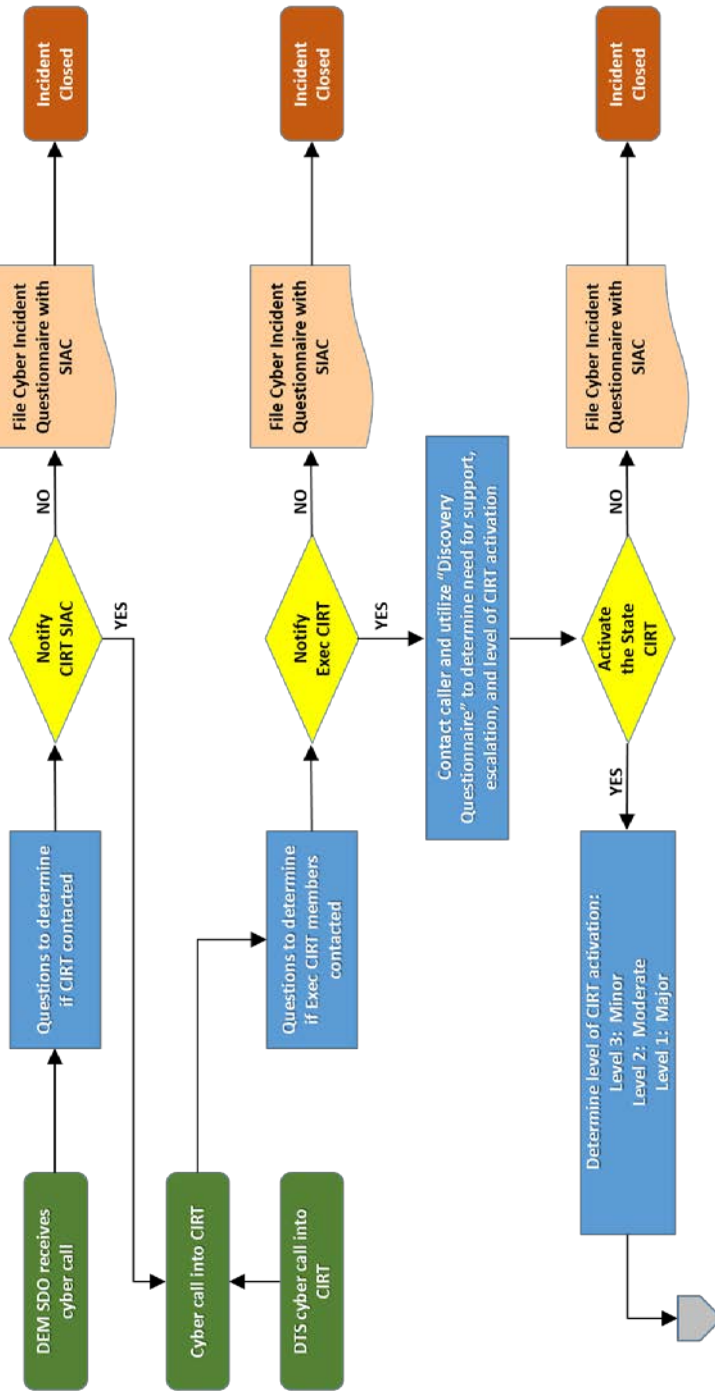 DEM SDO receives
cyber call
Questions to determine
if CIRT contacted
Notify
CIRT SIAC
NO
File Cyber Incident
Questionnaire with
SIAC
Incident
Closed
YES
Cyber call into CIRT
DTS cyber call into
CIRT
Questions to determine
if Exec CIRT members
contacted
Notify
Exec CIRT
NO
File Cyber Incident
Questionnaire with
SIAC
Incident
Closed
YES
Contact caller and utilize “Discovery
Questionnaire” to determine need for support,
escalation, and level of CIRT activation
Activate
the State
CIRT
NO
File Cyber Incident
Questionnaire with
SIAC
Incident
Closed
YES
Determine level of CIRT activation:
Level 3: Minor
Level 2: Moderate
Level 1: Major